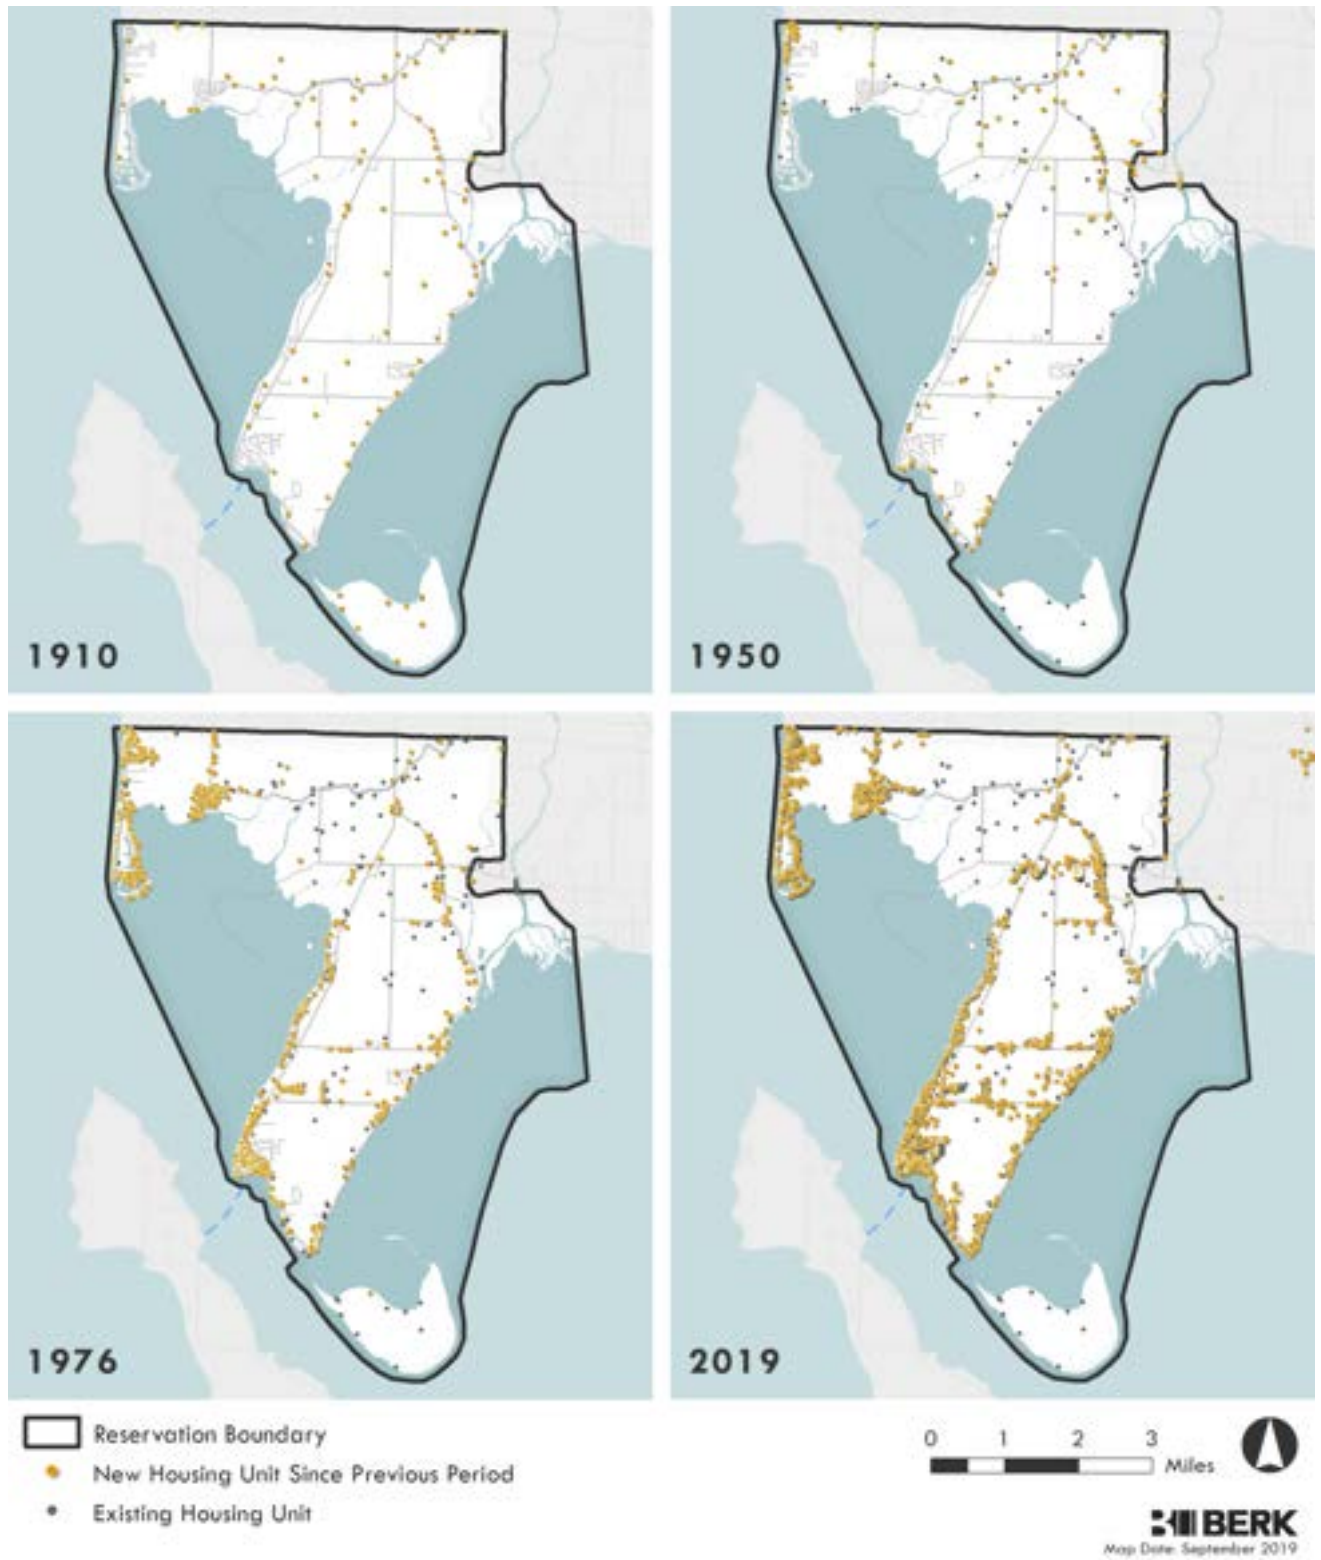 1910
1950
1976
2019
Reservation Boundary
New Housing Unit Since Previous Period
Existing Housing Unit
0 1 2 3
Miles
BERK
Map Date: September 2019